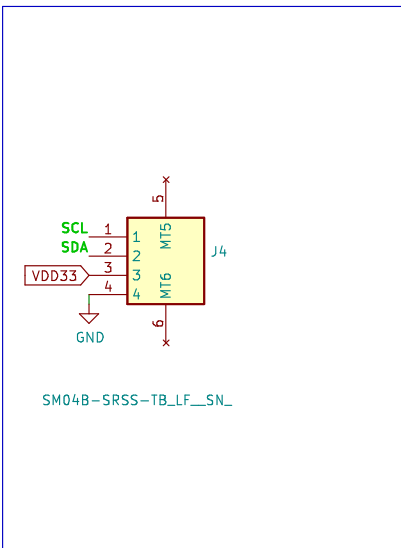 5
MT5
SCL 1 1
SDA 2 2
J4
VDD33 3 3
4 4
MT6
GND
6
SM04B-SRSS-TB_LF__SN_